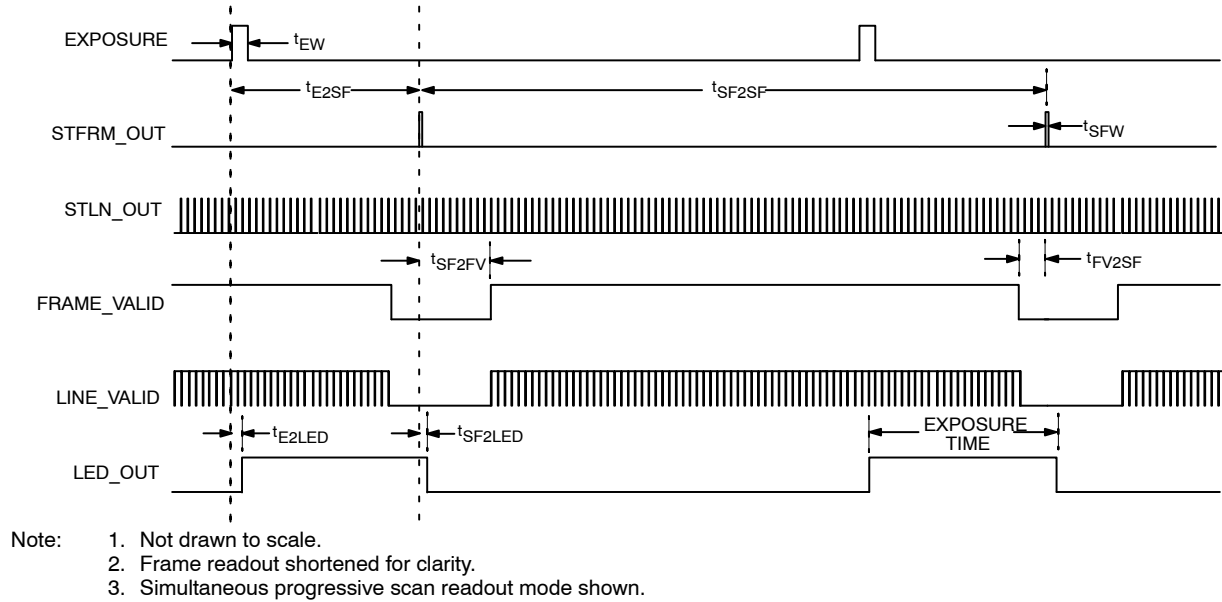 EXPOSURE
tEW
tE2SF
tSF2SF
STFRM_OUT
tSFW
STLN_OUT
tSF2FV
tFV2SF
FRAME_VALID
LINE_VALID
tE2LED
tSF2LED
EXPOSURE
TIME
LED_OUT
Note: 1. Not drawn to scale.
2. Frame readout shortened for clarity.
3. Simultaneous progressive scan readout mode shown.